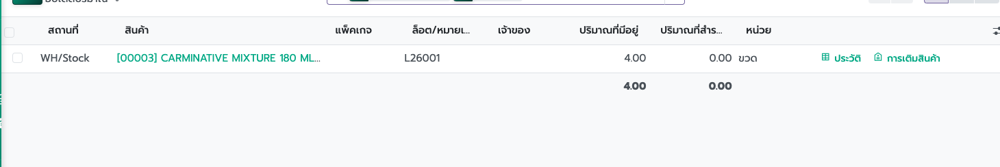 สถานที่ สินค้า แพ็คเกจ ล็อต/หมายเ... เจ้าของ ปริมาณที่มีอยู่ ปริมาณที่สำร... หน่วย
WH/Stock [00003] CARMINATIVE MIXTURE 180 ML... L26001 4.00 0.00 ขวด ประวัติ การเติมสินค้า
4.00 0.00